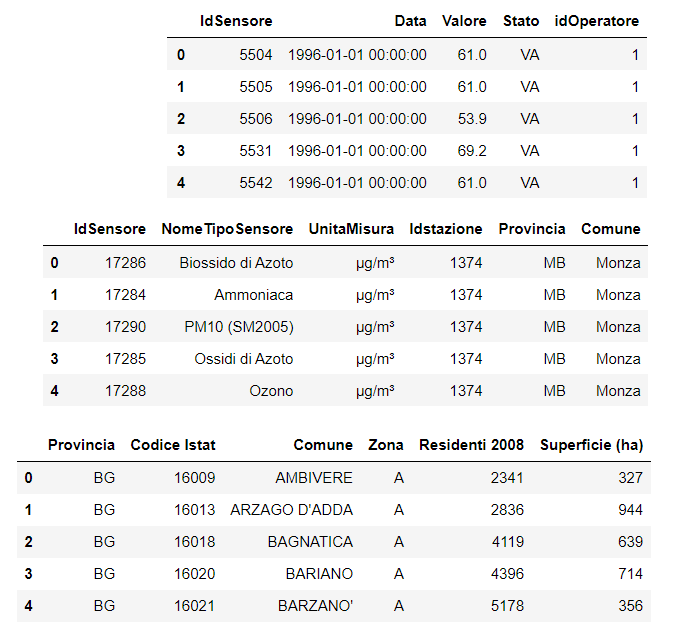 IdSensore Data Valore Stato idOperatore
0 5504 1996-01-01 00:00:00 61.0 VA 1
1 5505 1996-01-01 00:00:00 61.0 VA 1
2 5506 1996-01-01 00:00:00 53.9 VA 1
3 5531 1996-01-01 00:00:00 69.2 VA 1
4 5542 1996-01-01 00:00:00 61.0 VA 1
IdSensore NomeTipoSensore UnitaMisura Idstazione Provincia Comune
0 17286 Biossido di Azoto µg/m³ 1374 MB Monza
1 17284 Ammoniaca µg/m³ 1374 MB Monza
2 17290 PM10 (SM2005) µg/m³ 1374 MB Monza
3 17285 Ossidi di Azoto µg/m³ 1374 MB Monza
4 17288 Ozono µg/m³ 1374 MB Monza
Provincia Codice Istat Comune Zona Residenti 2008 Superficie (ha)
0 BG 16009 AMBIVERE A 2341 327
1 BG 16013 ARZAGO D'ADDA A 2836 944
2 BG 16018 BAGNATICA A 4119 639
3 BG 16020 BARIANO A 4396 714
4 BG 16021 BARZANO' A 5178 356